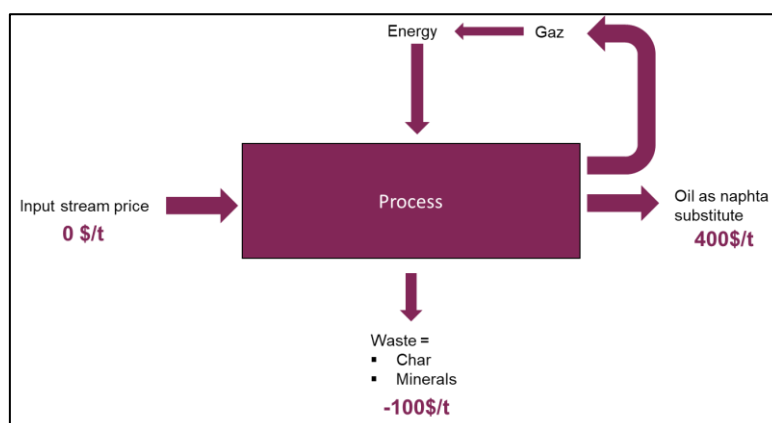 Energy
Gaz
Process
Input stream price
0 $/t
Oil as naphta
substitute
400$/t
Waste =
▪ Char
▪ Minerals
-100$/t